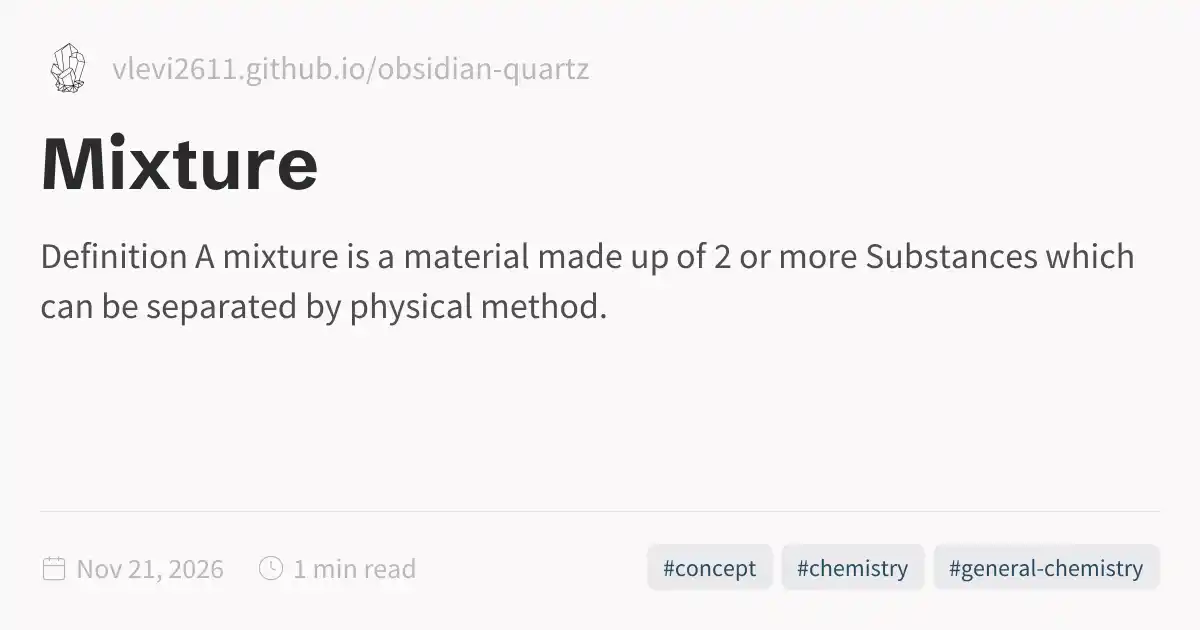 vlevi2611.github.io/obsidian-quartz
Mixture
Definition A mixture is a material made up of 2 or more Substances which
can be separated by physical method.
Nov 21, 2026 1 min read #concept #chemistry #general-chemistry